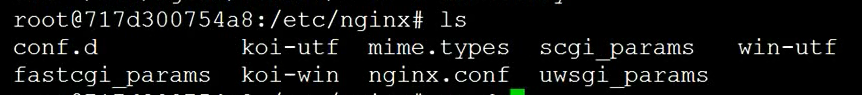 root@717d300754a8:/etc/nginx# ls
conf.d koi-utf mime.types scgi_params win-utf
fastcgi_params koi-win nginx.conf uwsgi_params